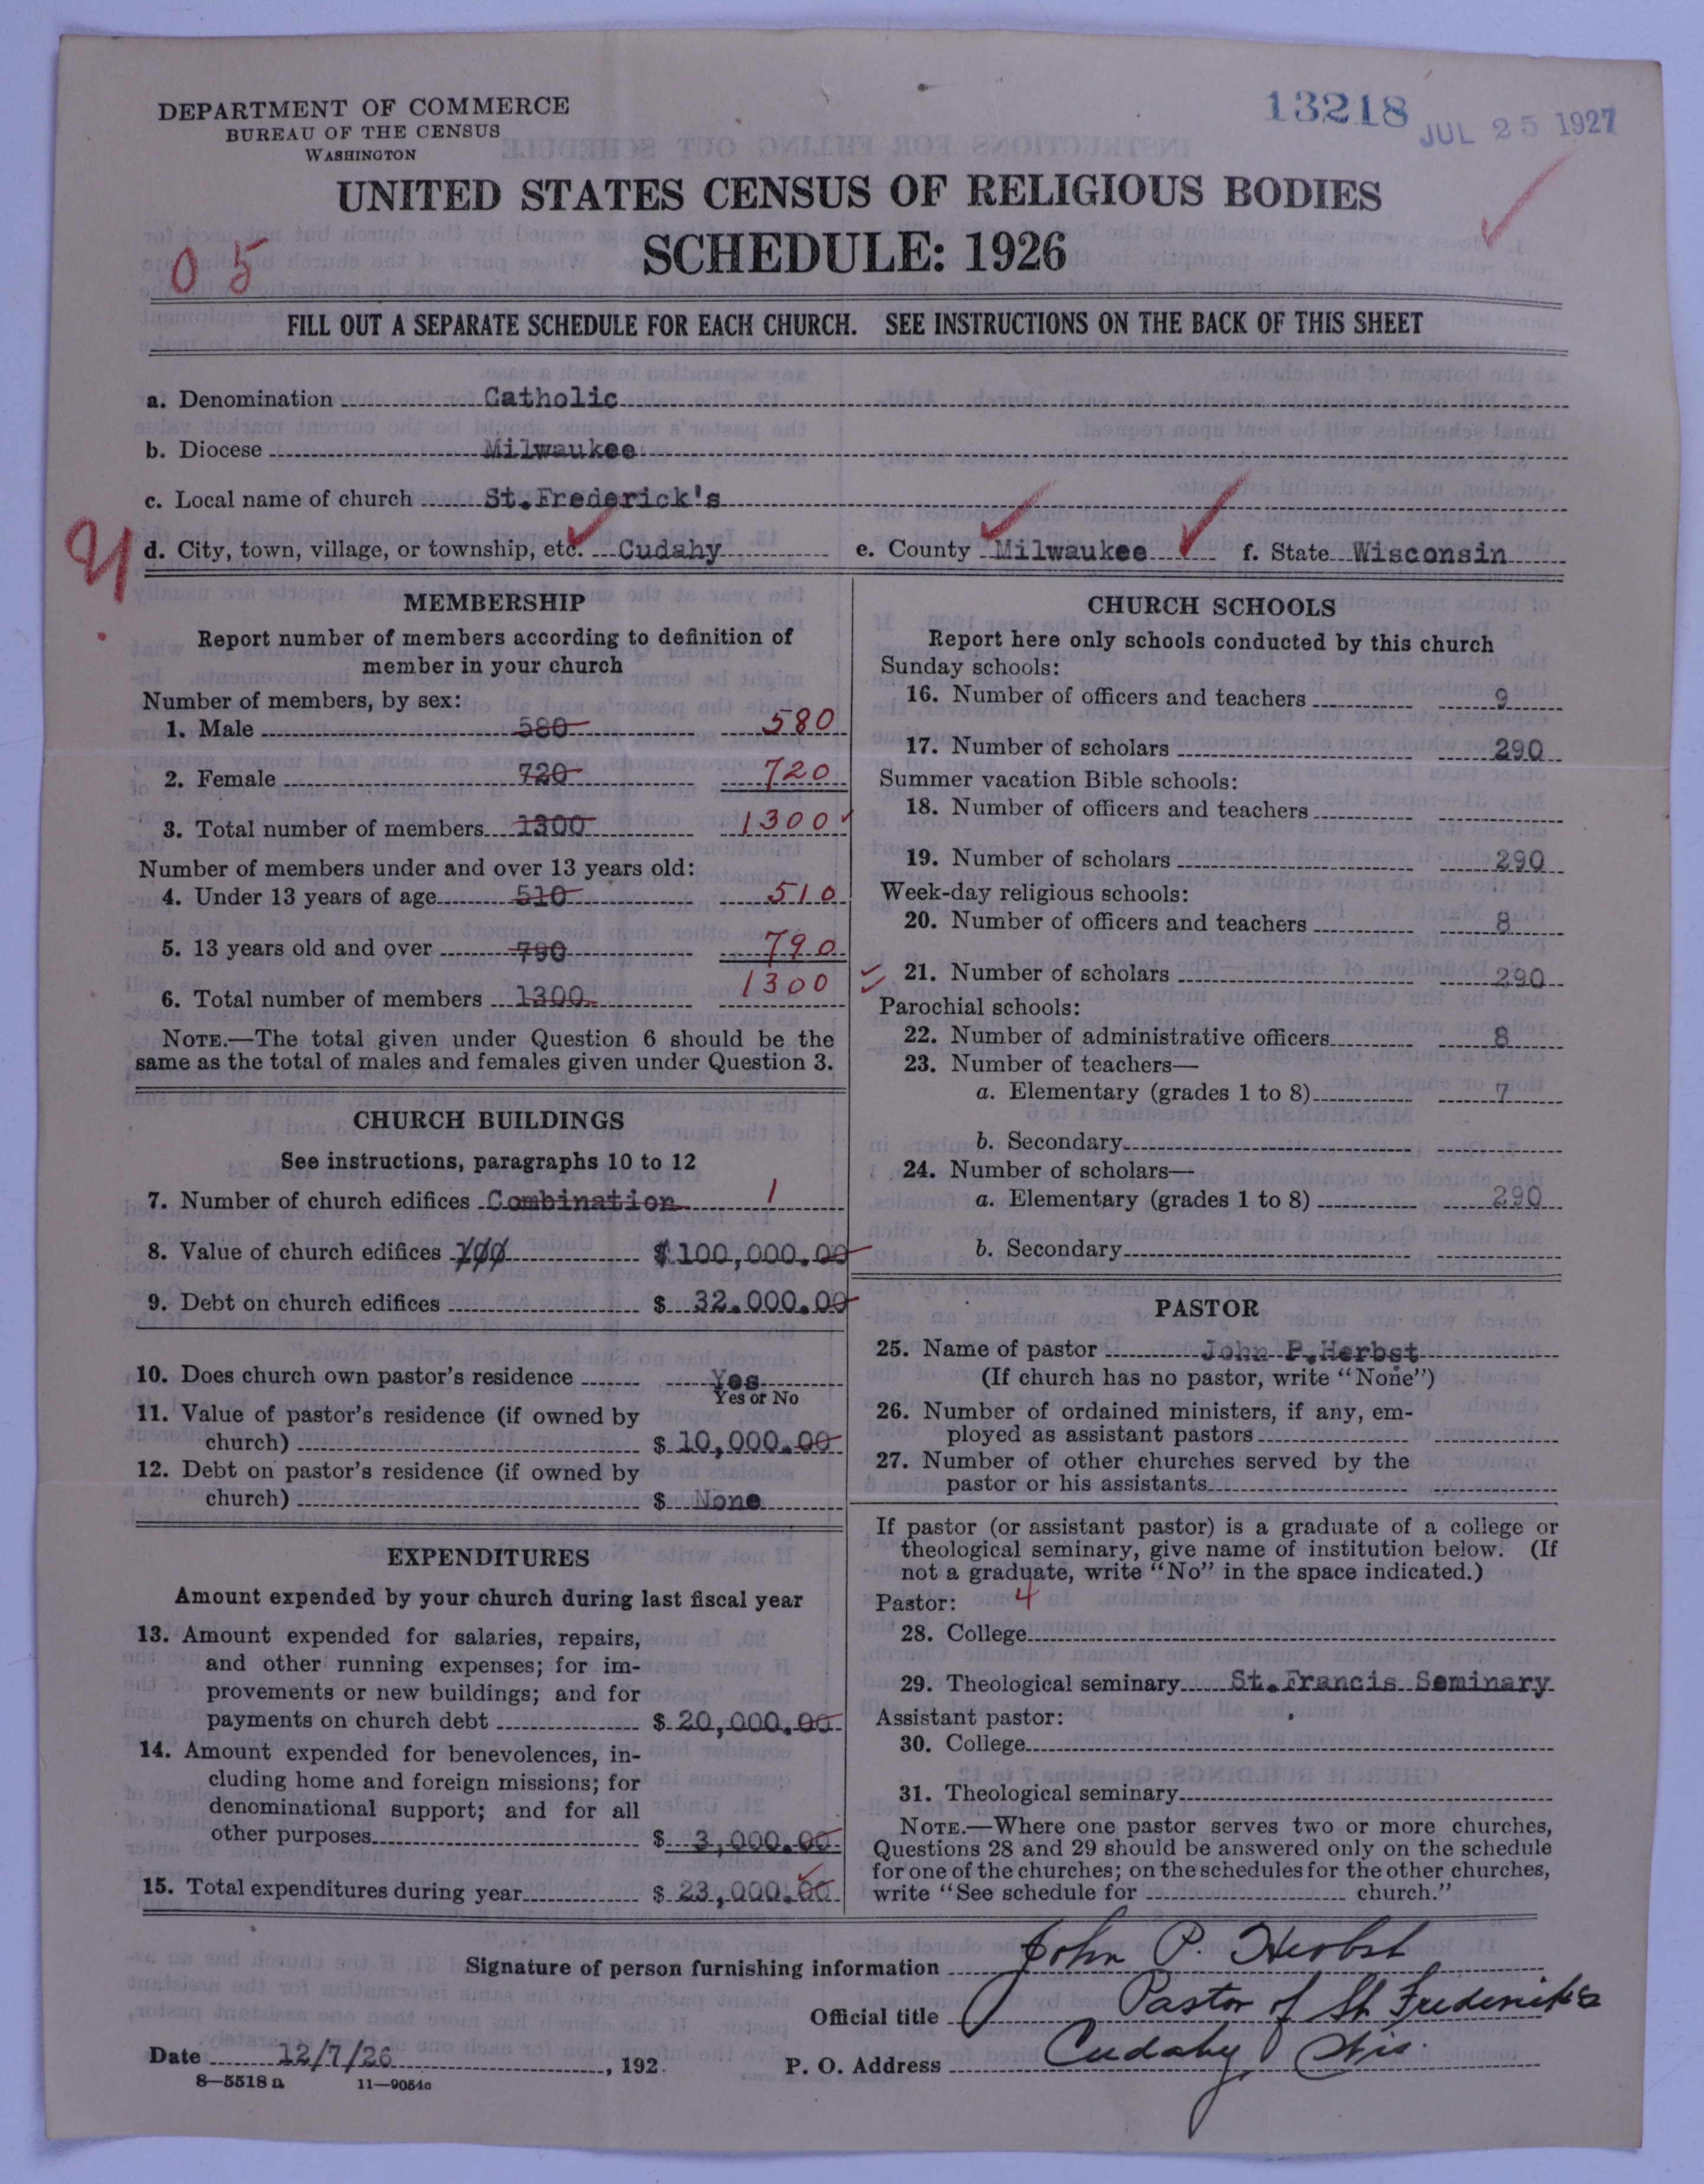 13218
JUL 25 1927
DEPARTMENT OF COMMERCE
BUREAU OF THE CENSUS
WASHINGTON
UNITED STATES CENSUS OF RELIGIOUS BODIES
SCHEDULE: 1926
05
FILL OUT A SEPARATE SCHEDULE FOR EACH CHURCH. SEE INSTRUCTIONS ON THE BACK OF THIS SHEET
a. Denomination Catholic
b. Diocese Milwaukee
c. Local name of church St.Frederick's
d. City, town, village, or township, etc. Cudahy e. County Milwaukee f. State Wisconsin
MEMBERSHIP
Report number of members according to definition of
member in your church
Number of members, by sex:
1. Male 580 580
2. Female 720 720
3. Total number of members 1300 1300
Number of members under and over 13 years old:
4. Under 13 years of age 510 510
5. 13 years old and over 790 790
6. Total number of members 1300 1300
NOTE.—The total given under Question 6 should be the
same as the total of males and females given under Question 3.
CHURCH BUILDINGS
See instructions, paragraphs 10 to 12
7. Number of church edifices Combination 1
8. Value of church edifices 100 $100,000.00
9. Debt on church edifices $ 32.000.00
10. Does church own pastor's residence Yes
Yes or No
11. Value of pastor's residence (if owned by
church) $ 10,000.00
12. Debt on pastor's residence (if owned by
church) $ None
EXPENDITURES
Amount expended by your church during last fiscal year
13. Amount expended for salaries, repairs,
and other running expenses; for im-
provements or new buildings; and for
payments on church debt $ 20,000.00
14. Amount expended for benevolences, in-
cluding home and foreign missions; for
denominational support; and for all
other purposes $ 3,000.00
15. Total expenditures during year $ 23,000.00
CHURCH SCHOOLS
Report here only schools conducted by this church
Sunday schools:
16. Number of officers and teachers 9
17. Number of scholars 290
Summer vacation Bible schools:
18. Number of officers and teachers
19. Number of scholars 290
Week-day religious schools:
20. Number of officers and teachers 8
21. Number of scholars 290
Parochial schools:
22. Number of administrative officers 8
23. Number of teachers—
a. Elementary (grades 1 to 8) 7
b. Secondary
24. Number of scholars—
a. Elementary (grades 1 to 8) 290
b. Secondary
PASTOR
25. Name of pastor John P.Herbst
(If church has no pastor, write "None")
26. Number of ordained ministers, if any, em-
ployed as assistant pastors
27. Number of other churches served by the
pastor or his assistants
If pastor (or assistant pastor) is a graduate of a college or
theological seminary, give name of institution below. (If
not a graduate, write "No" in the space indicated.)
Pastor: 4
28. College
29. Theological seminary St.Francis Seminary
Assistant pastor:
30. College
31. Theological seminary
NOTE.—Where one pastor serves two or more churches,
Questions 28 and 29 should be answered only on the schedule
for one of the churches; on the schedules for the other churches,
write "See schedule for church."
Signature of person furnishing information John P. Herbst
Official title Pastor of St. Frederick's
Date 12/7/26, 192 P. O. Address Cudahy Wis.
8—5518 a 11—9054c